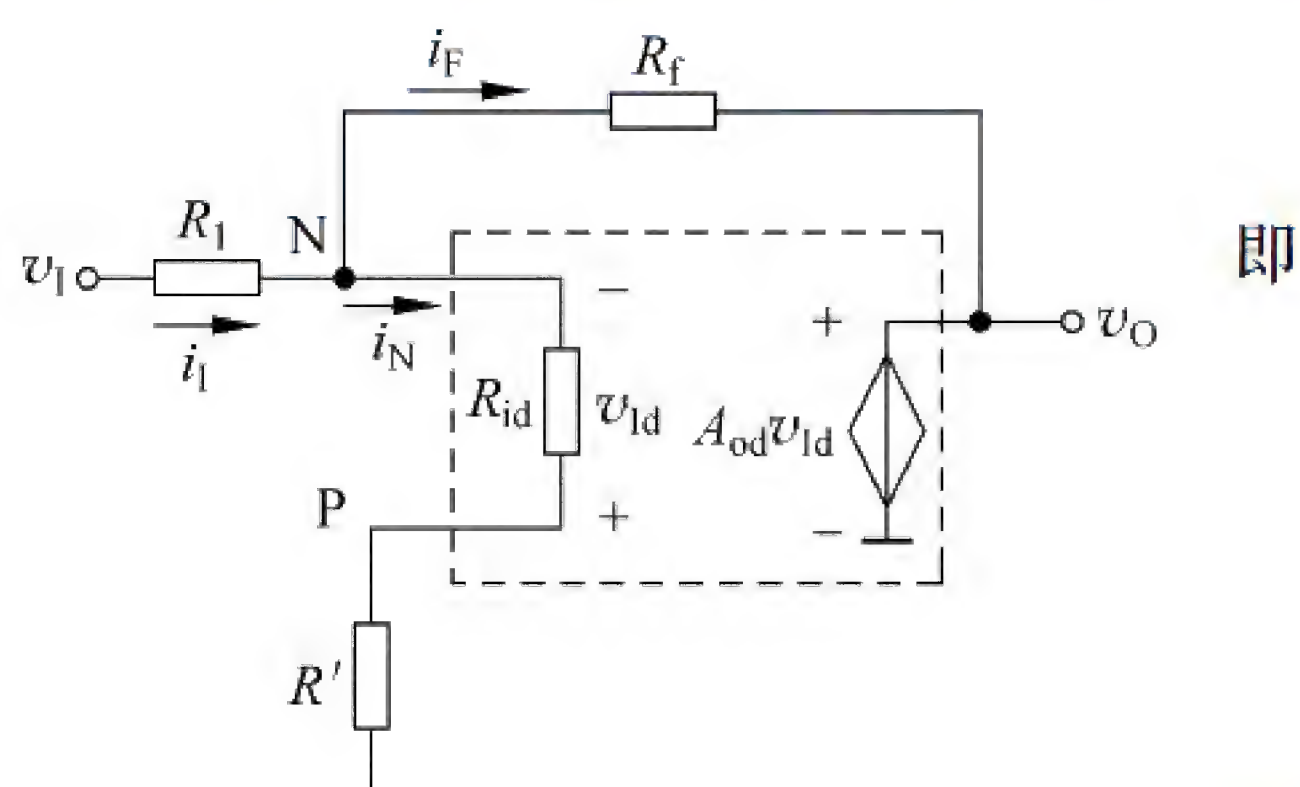 i_F
R_f
R_1
N
即
v_I
−
+
v_O
i_I
i_N
R_id
v_Id
A_od v_Id
P
+
−
R′